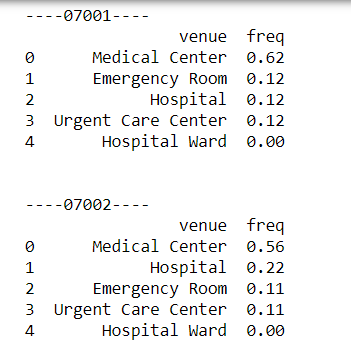 ----07001----
                 venue  freq
0       Medical Center  0.62
1       Emergency Room  0.12
2             Hospital  0.12
3   Urgent Care Center  0.12
4        Hospital Ward  0.00
----07002----
                 venue  freq
0       Medical Center  0.56
1             Hospital  0.22
2       Emergency Room  0.11
3   Urgent Care Center  0.11
4        Hospital Ward  0.00